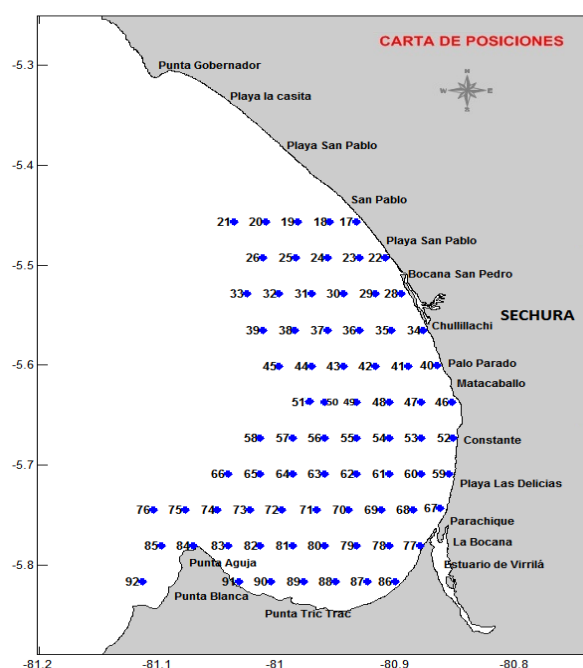 CARTA DE POSICIONES
-5.3
Punta Gobernador
N
W E
S
Playa la casita
Playa San Pablo
-5.4
San Pablo
21 20 19 18 17
Playa San Pablo
26 25 24 23 22
-5.5
Bocana San Pedro
33 32 31 30 29 28
SECHURA
Chullillachi
39 38 37 36 35 34
Palo Parado
-5.6
45 44 43 42 41 40
Matacaballo
51 50 49 48 47 46
58 57 56 55 54 53 52
Constante
-5.7
66 65 64 63 62 61 60 59
Playa Las Delicias
76 75 74 73 72 71 70 69 68 67
Parachique
85 84 83 82 81 80 79 78 77
La Bocana
-5.8
Punta Aguja
Estuario de Virrilá
92 91 90 89 88 87 86
Punta Blanca
Punta Tric Trac
-81.2 -81.1 -81 -80.9 -80.8